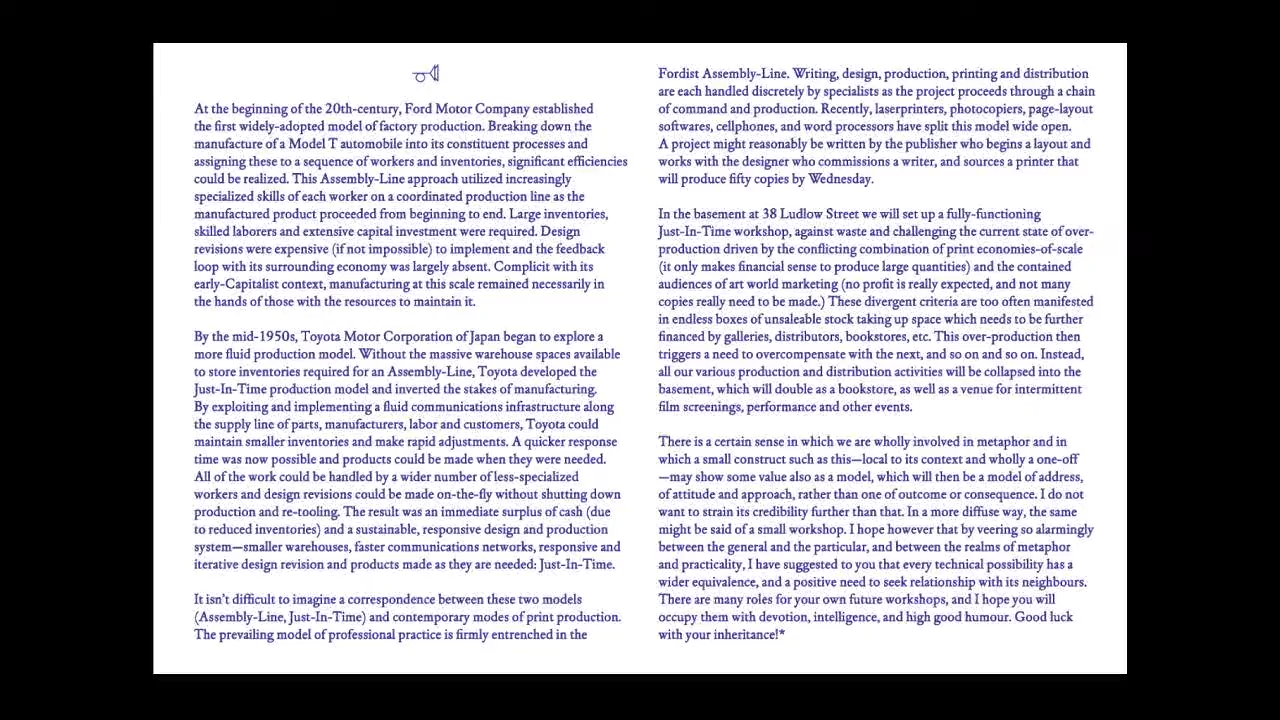 At the beginning of the 20th-century, Ford Motor Company established
the first widely-adopted model of factory production. Breaking down the
manufacture of a Model T automobile into its constituent processes and
assigning these to a sequence of workers and inventories, significant efficiencies
could be realized. This Assembly-Line approach utilized increasingly
specialized skills of each worker on a coordinated production line as the
manufactured product proceeded from beginning to end. Large inventories,
skilled laborers and extensive capital investment were required. Design
revisions were expensive (if not impossible) to implement and the feedback
loop with its surrounding economy was largely absent. Complicit with its
early-Capitalist context, manufacturing at this scale remained necessarily in
the hands of those with the resources to maintain it.
By the mid-1950s, Toyota Motor Corporation of Japan began to explore a
more fluid production model. Without the massive warehouse spaces available
to store inventories required for an Assembly-Line, Toyota developed the
Just-In-Time production model and inverted the stakes of manufacturing.
By exploiting and implementing a fluid communications infrastructure along
the supply line of parts, manufacturers, labor and customers, Toyota could
maintain smaller inventories and make rapid adjustments. A quicker response
time was now possible and products could be made when they were needed.
All of the work could be handled by a wider number of less-specialized
workers and design revisions could be made on-the-fly without shutting down
production and re-tooling. The result was an immediate surplus of cash (due
to reduced inventories) and a sustainable, responsive design and production
system—smaller warehouses, faster communications networks, responsive and
iterative design revision and products made as they are needed: Just-In-Time.
It isn't difficult to imagine a correspondence between these two models
(Assembly-Line, Just-In-Time) and contemporary modes of print production.
The prevailing model of professional practice is firmly entrenched in the
Fordist Assembly-Line. Writing, design, production, printing and distribution
are each handled discretely by specialists as the project proceeds through a chain
of command and production. Recently, laserprinters, photocopiers, page-layout
softwares, cellphones, and word processors have split this model wide open.
A project might reasonably be written by the publisher who begins a layout and
works with the designer who commissions a writer, and sources a printer that
will produce fifty copies by Wednesday.
In the basement at 38 Ludlow Street we will set up a fully-functioning
Just-In-Time workshop, against waste and challenging the current state of over-
production driven by the conflicting combination of print economies-of-scale
(it only makes financial sense to produce large quantities) and the contained
audiences of art world marketing (no profit is really expected, and not many
copies really need to be made.) These divergent criteria are too often manifested
in endless boxes of unsaleable stock taking up space which needs to be further
financed by galleries, distributors, bookstores, etc. This over-production then
triggers a need to overcompensate with the next, and so on and so on. Instead,
all our various production and distribution activities will be collapsed into the
basement, which will double as a bookstore, as well as a venue for intermittent
film screenings, performance and other events.
There is a certain sense in which we are wholly involved in metaphor and in
which a small construct such as this—local to its context and wholly a one-off
—may show some value also as a model, which will then be a model of address,
of attitude and approach, rather than one of outcome or consequence. I do not
want to strain its credibility further than that. In a more diffuse way, the same
might be said of a small workshop. I hope however that by veering so alarmingly
between the general and the particular, and between the realms of metaphor
and practicality, I have suggested to you that every technical possibility has a
wider equivalence, and a positive need to seek relationship with its neighbours.
There are many roles for your own future workshops, and I hope you will
occupy them with devotion, intelligence, and high good humour. Good luck
with your inheritance!*